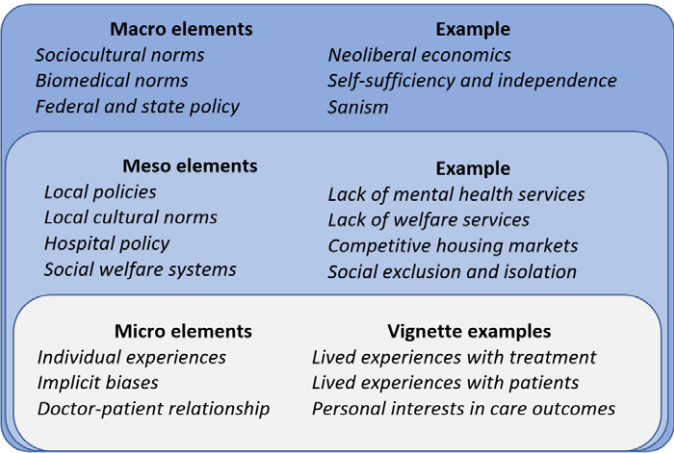 Macro elements Example
Sociocultural norms Neoliberal economics
Biomedical norms Self-sufficiency and independence
Federal and state policy Sanism
Meso elements Example
Local policies Lack of mental health services
Local cultural norms Lack of welfare services
Hospital policy Competitive housing markets
Social welfare systems Social exclusion and isolation
Micro elements Vignette examples
Individual experiences Lived experiences with treatment
Implicit biases Lived experiences with patients
Doctor-patient relationship Personal interests in care outcomes